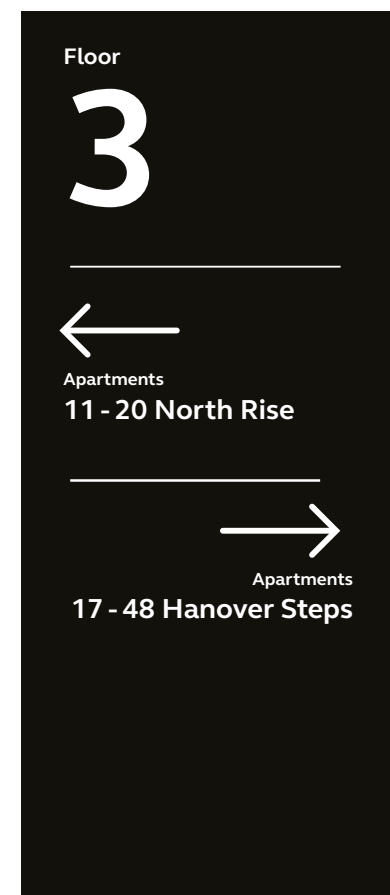 Floor
3
Apartments
11 - 20 North Rise
Apartments
17 - 48 Hanover Steps